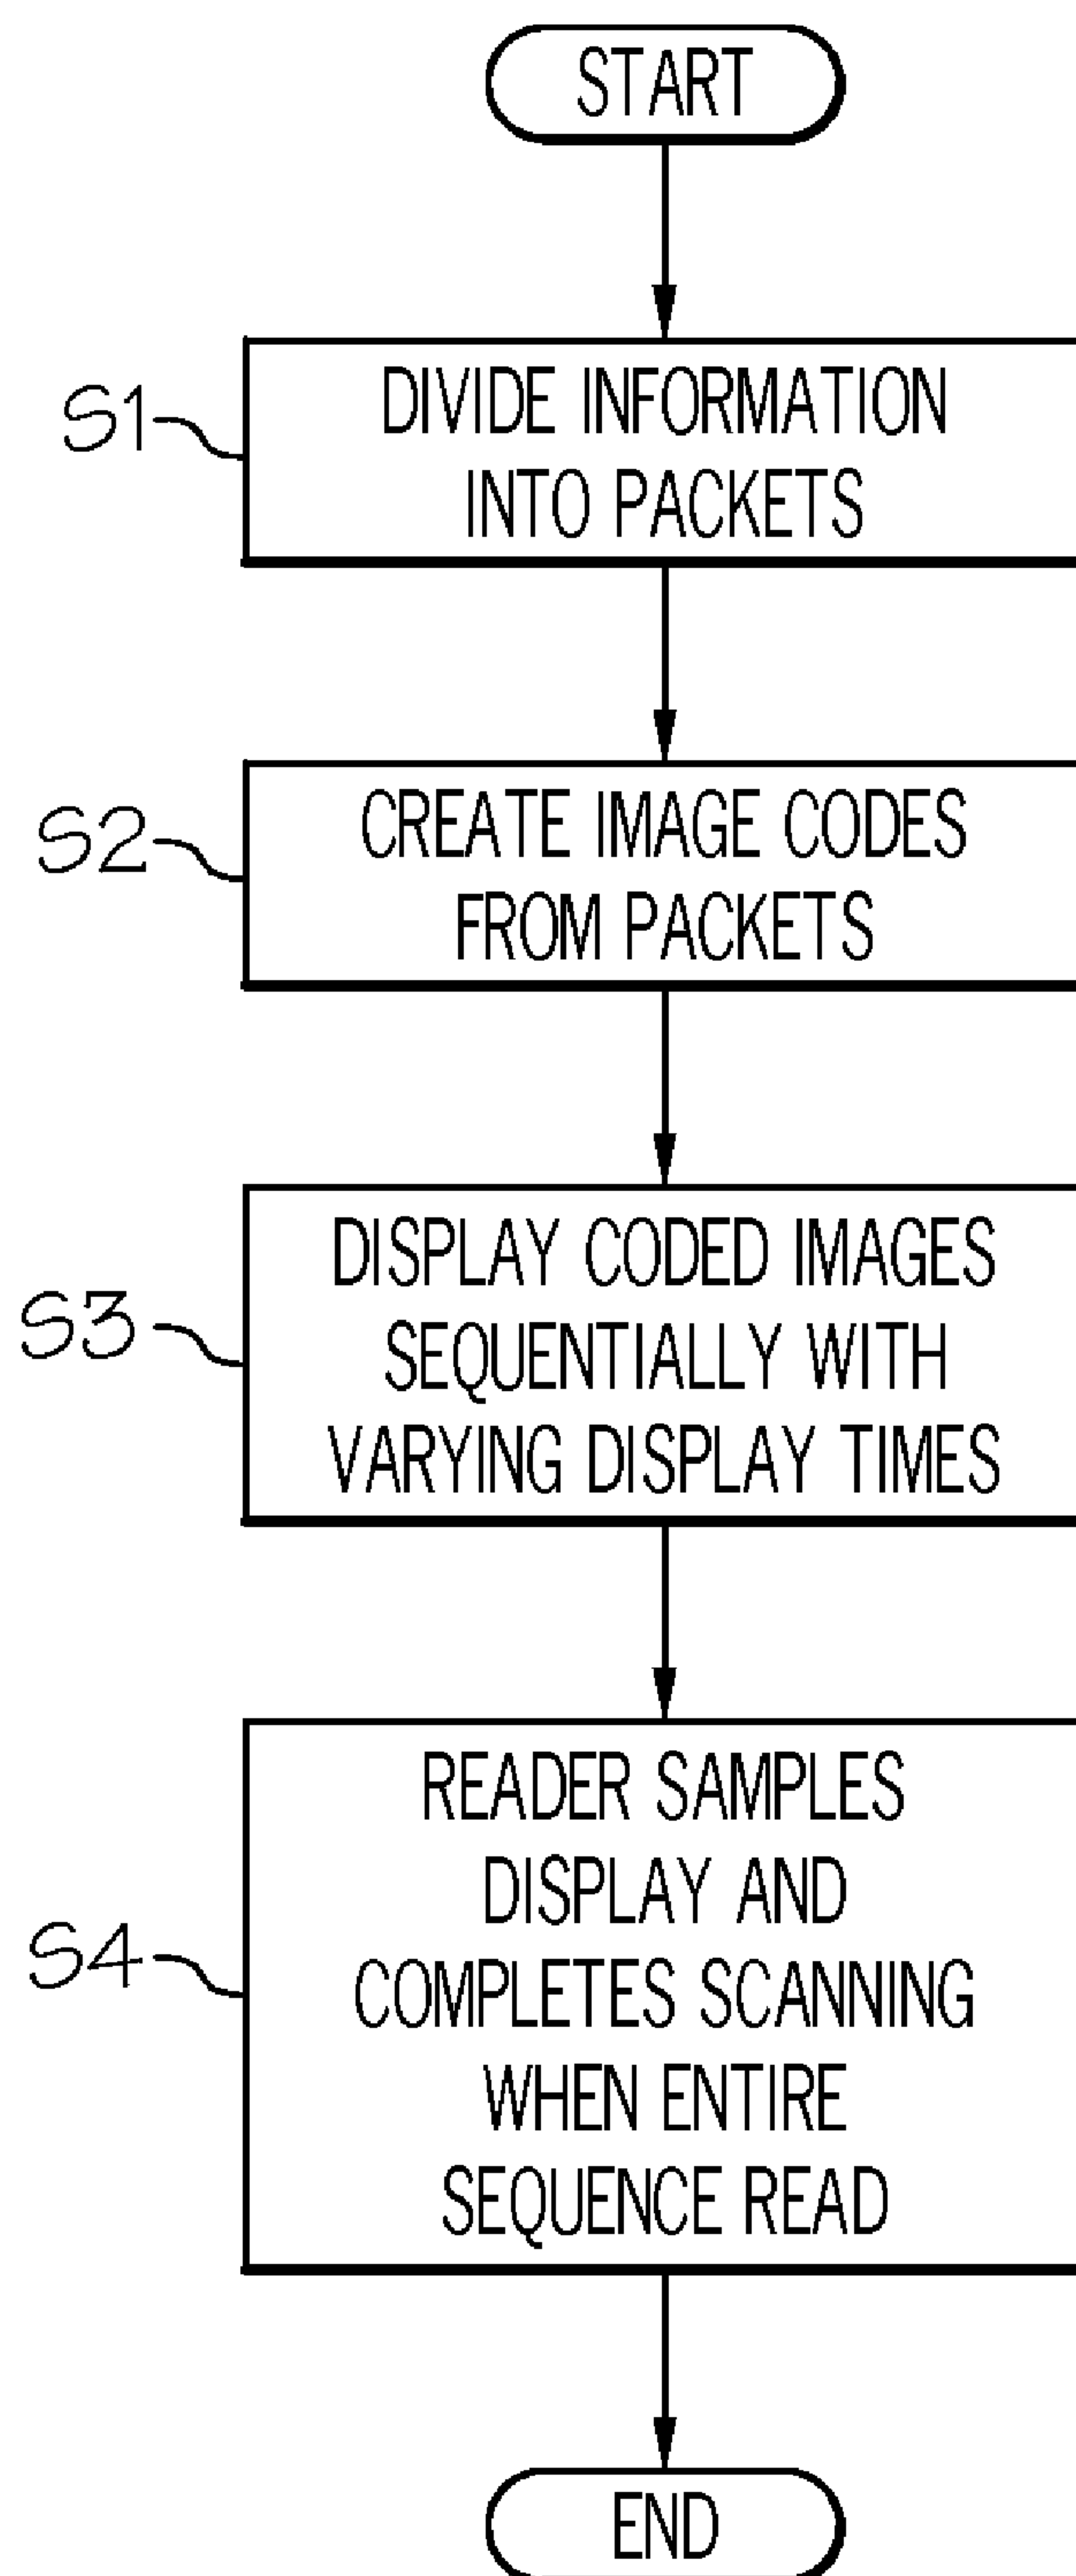 START
S1
DIVIDE INFORMATION
INTO PACKETS
S2
CREATE IMAGE CODES
FROM PACKETS
S3
DISPLAY CODED IMAGES
SEQUENTIALLY WITH
VARYING DISPLAY TIMES
S4
READER SAMPLES
DISPLAY AND
COMPLETES SCANNING
WHEN ENTIRE
SEQUENCE READ
END